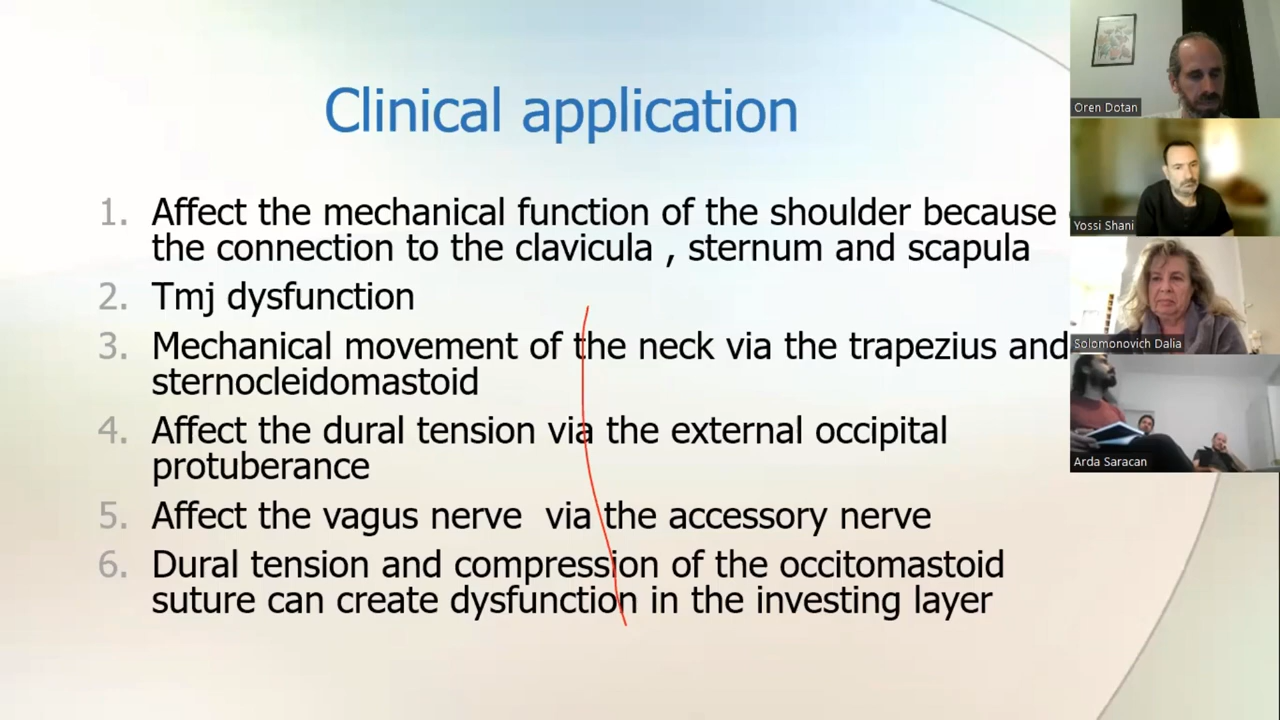 Clinical application
1. Affect the mechanical function of the shoulder because
the connection to the clavicula , sternum and scapula
2. Tmj dysfunction
3. Mechanical movement of the neck via the trapezius and
sternocleidomastoid
4. Affect the dural tension via the external occipital
protuberance
5. Affect the vagus nerve  via the accessory nerve
6. Dural tension and compression of the occitomastoid
suture can create dysfunction in the investing layer
Oren Dotan
Yossi Shani
Solomonovich Dalia
Arda Saracan